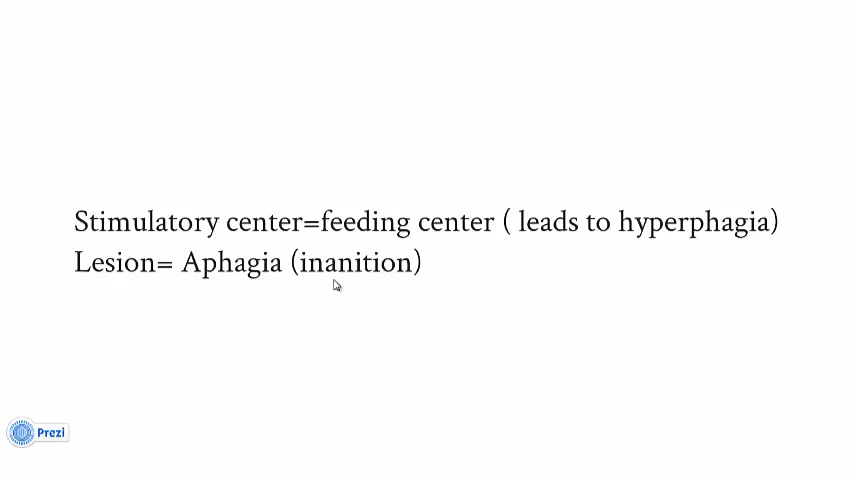 Stimulatory center=feeding center ( leads to hyperphagia)
Lesion= Aphagia (inanition)
Prezi